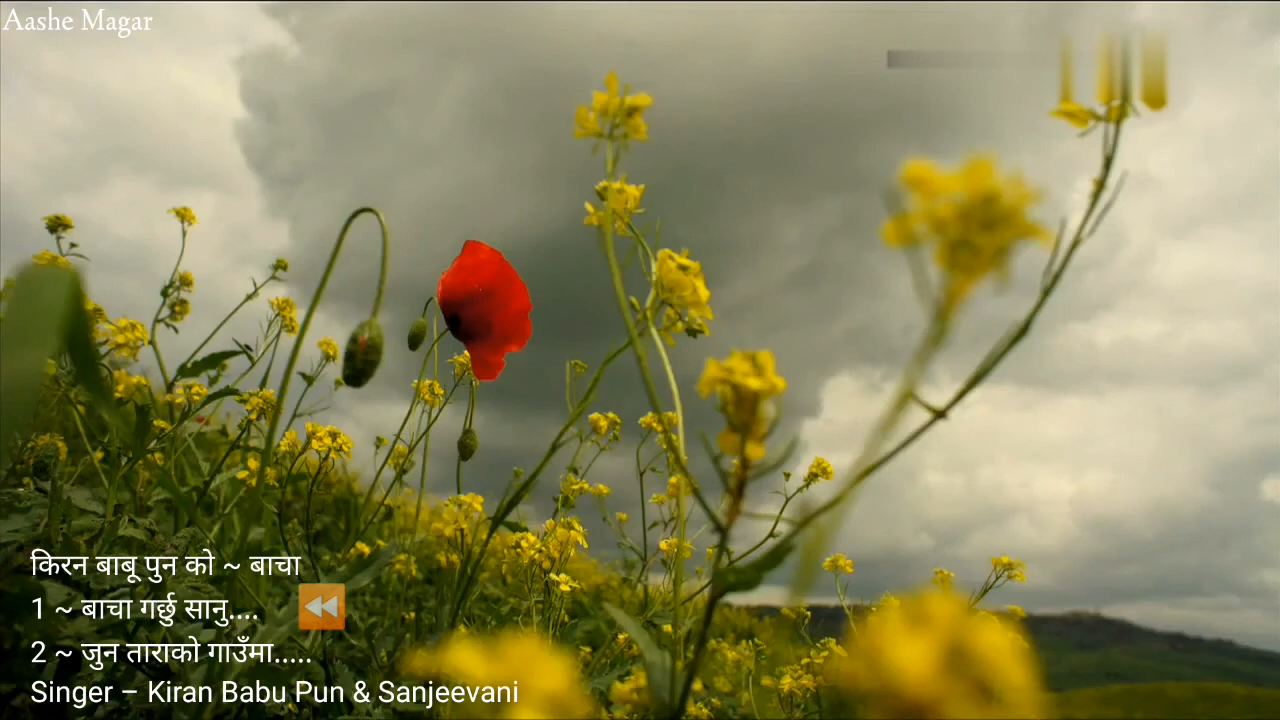 Aashe Magar
किरन बाबू पुन को ~ बाचा
1 ~ बाचा गर्छु सानु....
2 ~ जुन ताराको गाउँमा.....
Singer – Kiran Babu Pun & Sanjeevani